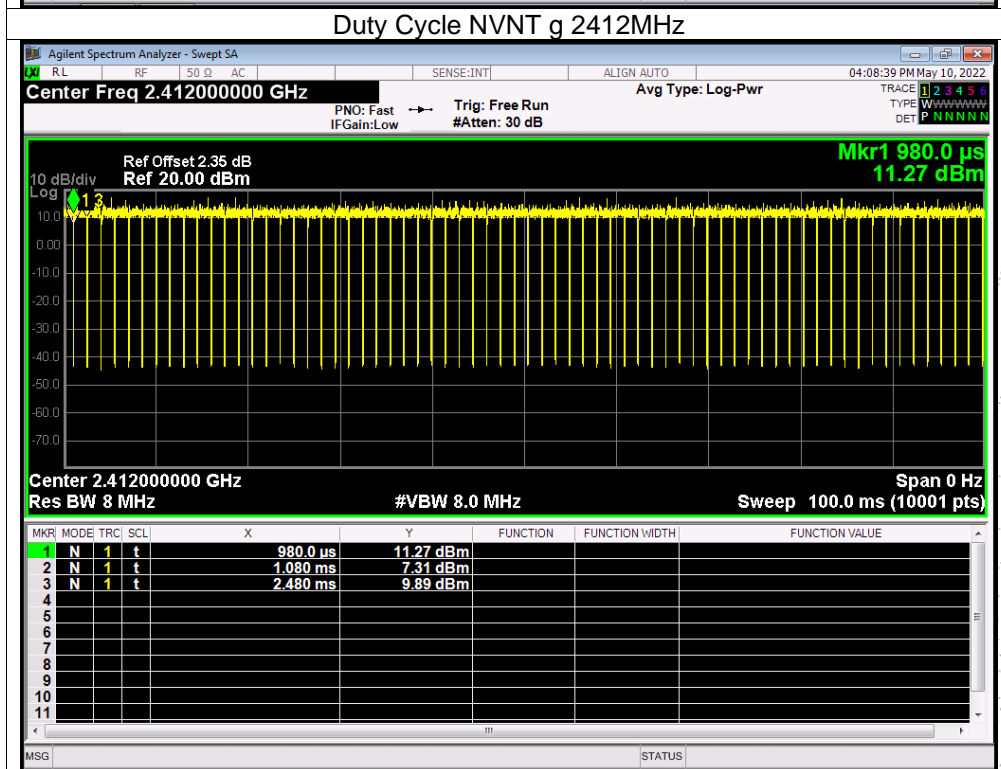 Duty Cycle NVNT g 2412MHz
Agilent Spectrum Analyzer - Swept SA
LXI RL RF 50 Ω AC SENSE:INT ALIGN AUTO 04:08:39 PM May 10, 2022
Center Freq 2.412000000 GHz Avg Type: Log-Pwr TRACE 1 2 3 4 5 6
PNO: Fast Trig: Free Run TYPE WWWWWW
IFGain:Low #Atten: 30 dB DET P N N N N N
Mkr1 980.0 µs
Ref Offset 2.35 dB
10 dB/div Ref 20.00 dBm 11.27 dBm
Log
1 3
10.0
0.00
-10.0
-20.0
-30.0
-40.0
-50.0
-60.0
-70.0
Center 2.412000000 GHz Span 0 Hz
Res BW 8 MHz #VBW 8.0 MHz Sweep 100.0 ms (10001 pts)
MKR MODE TRC SCL X Y FUNCTION FUNCTION WIDTH FUNCTION VALUE
1 N 1 t 980.0 µs 11.27 dBm
2 N 1 t 1.080 ms 7.31 dBm
3 N 1 t 2.480 ms 9.89 dBm
4
5
6
7
8
9
10
11
MSG STATUS